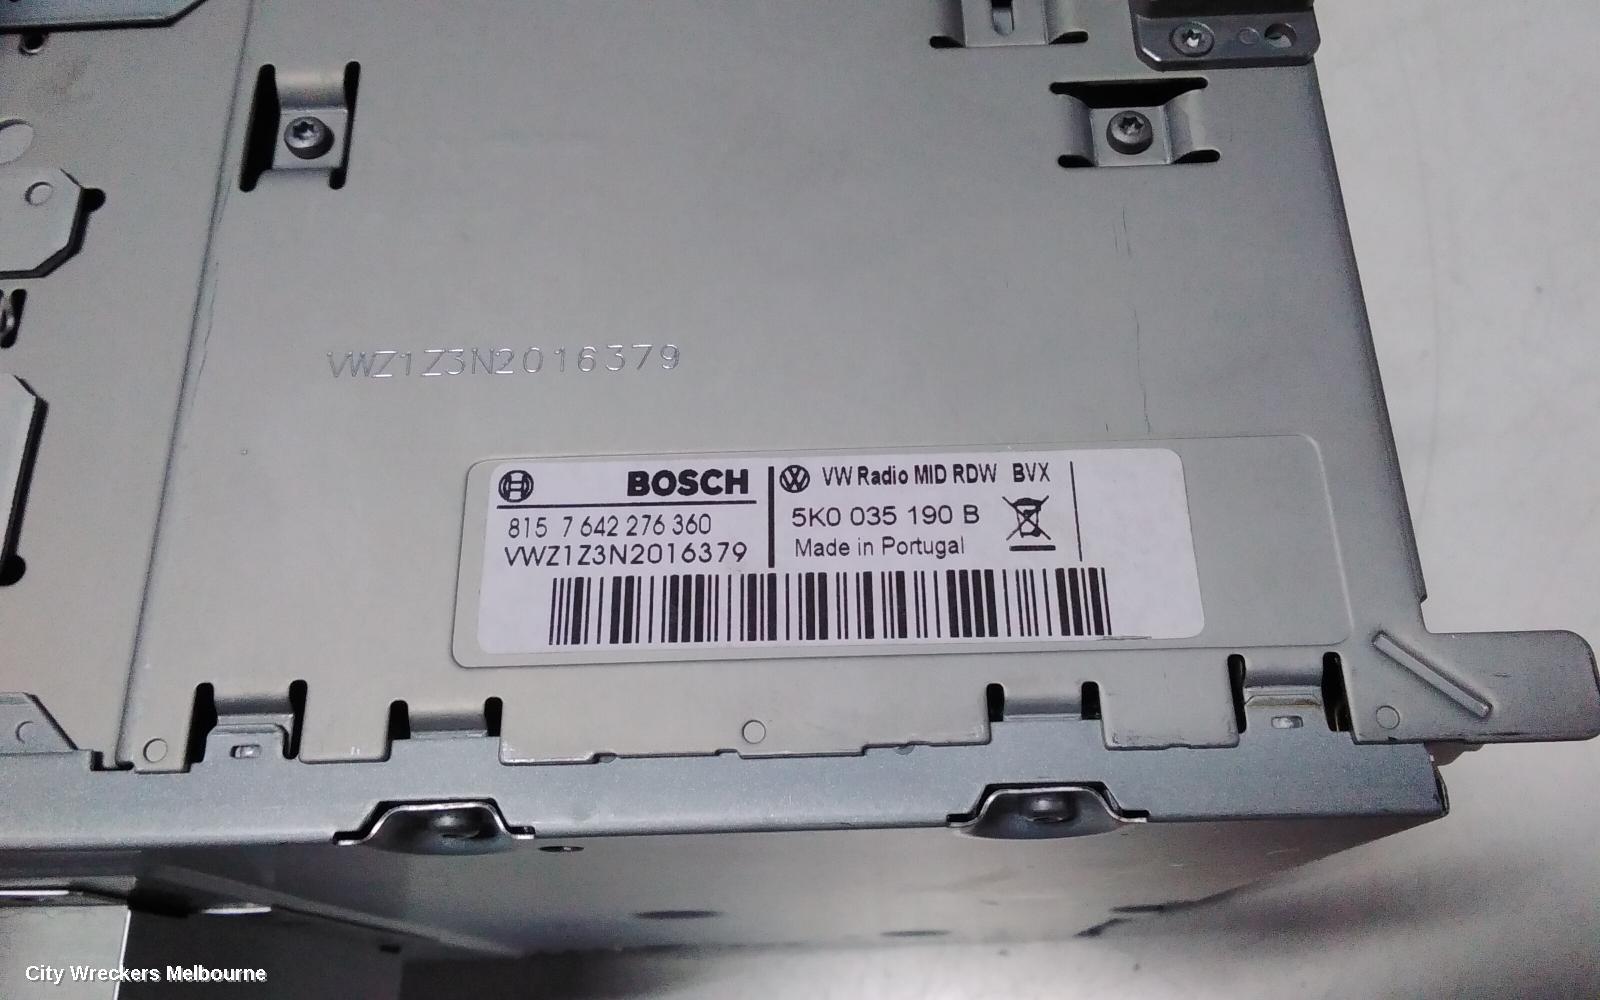 VWZ1Z3N2016379
BOSCH
815 7 642 276 360
VWZ1Z3N2016379
VW Radio MID RDW BVX
5K0 035 190 B
Made in Portugal
City Wreckers Melbourne